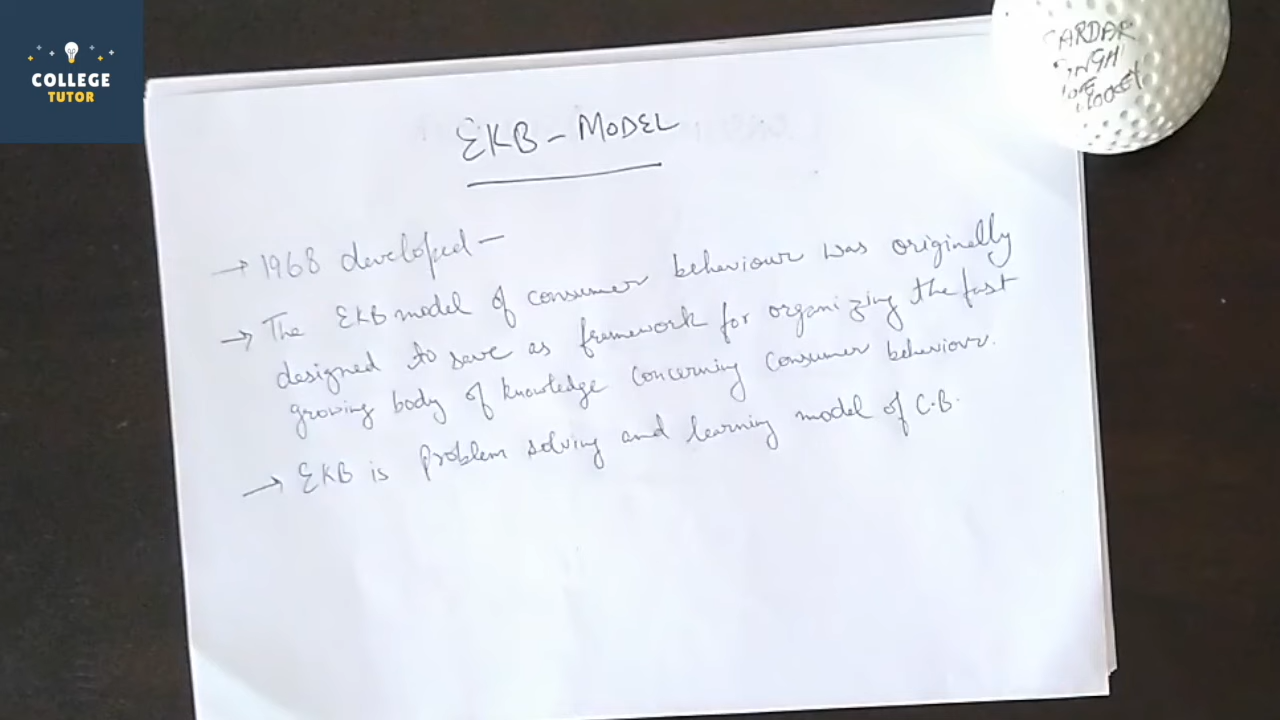 COLLEGE
TUTOR
EKB - MODEL
→ 1968 developed -
→ The EKB model of consumer behaviour was originally
designed to save as framework for organizing the fast
growing body of knowledge concerning consumer behaviour.
→ EKB is problem solving and learning model of C.B.
SARDAR
SINGH
HOCKEY